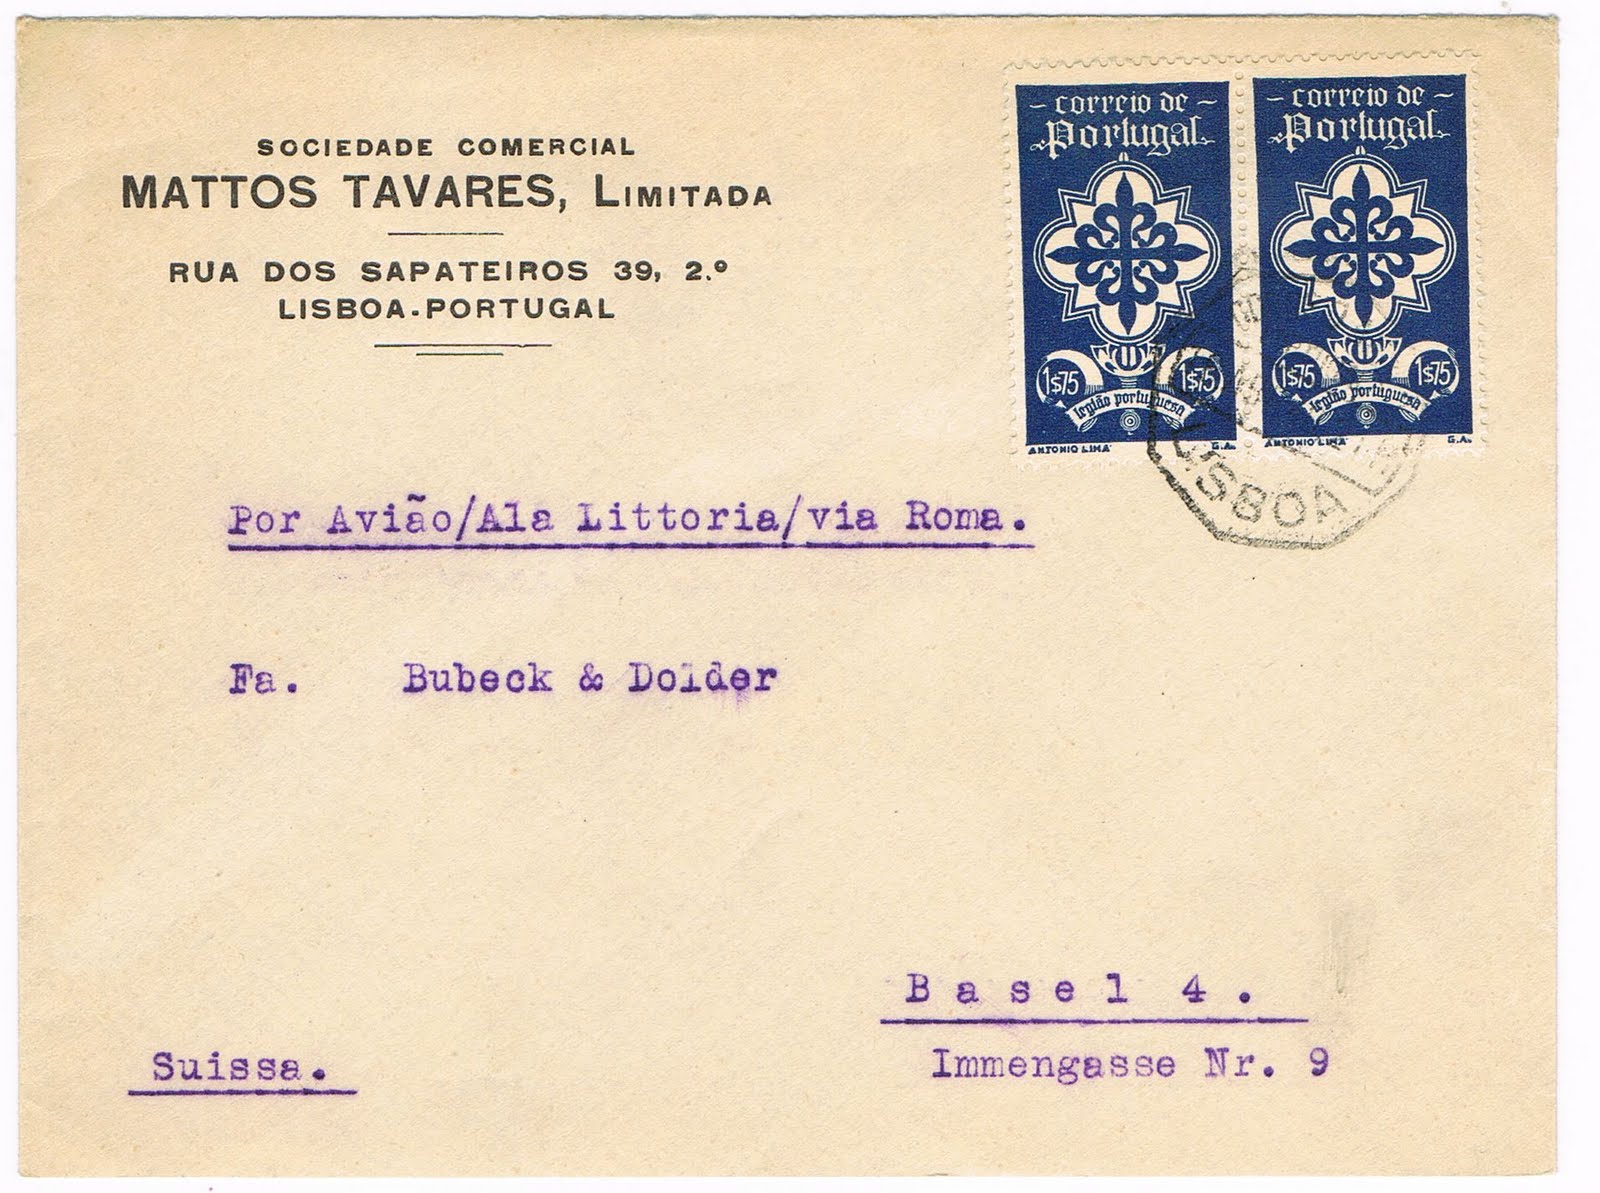 SOCIEDADE COMERCIAL
MATTOS TAVARES, LIMITADA
RUA DOS SAPATEIROS 39, 2.º
LISBOA-PORTUGAL
- correio de -
Portugal
1$75 1$75
legião portuguesa
ANTONIO LIMA G.A.
- correio de -
Portugal
1$75 1$75
legião portuguesa
ANTONIO LIMA G.A.
LISBOA
Por Avião/Ala Littoria/via Roma.
Fa. Bubeck & Dolder
Basel 4.
Immengasse Nr. 9
Suissa.